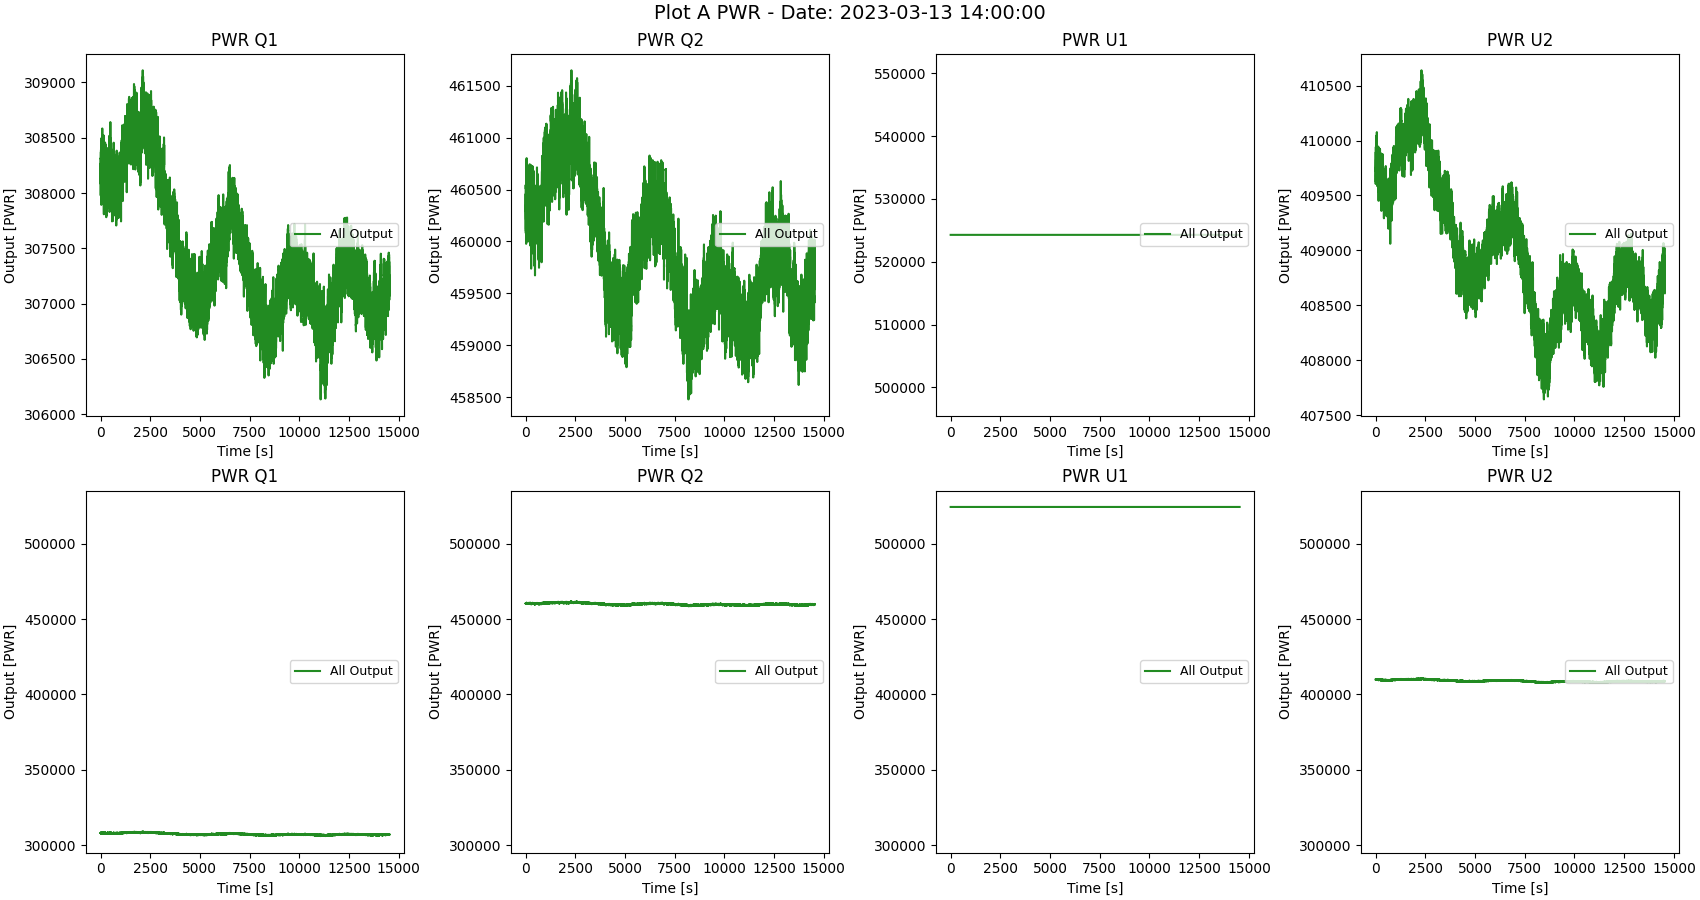 Plot A PWR - Date: 2023-03-13 14:00:00
PWR Q1
309000
308500
308000
307500
307000
306500
306000
Output [PWR]
All Output
0 2500 5000 7500 10000 12500 15000
Time [s]
PWR Q2
461500
461000
460500
460000
459500
459000
458500
Output [PWR]
All Output
0 2500 5000 7500 10000 12500 15000
Time [s]
PWR U1
550000
540000
530000
520000
510000
500000
Output [PWR]
All Output
0 2500 5000 7500 10000 12500 15000
Time [s]
PWR U2
410500
410000
409500
409000
408500
408000
407500
Output [PWR]
All Output
0 2500 5000 7500 10000 12500 15000
Time [s]
PWR Q1
500000
450000
400000
350000
300000
Output [PWR]
All Output
0 2500 5000 7500 10000 12500 15000
Time [s]
PWR Q2
500000
450000
400000
350000
300000
Output [PWR]
All Output
0 2500 5000 7500 10000 12500 15000
Time [s]
PWR U1
500000
450000
400000
350000
300000
Output [PWR]
All Output
0 2500 5000 7500 10000 12500 15000
Time [s]
PWR U2
500000
450000
400000
350000
300000
Output [PWR]
All Output
0 2500 5000 7500 10000 12500 15000
Time [s]